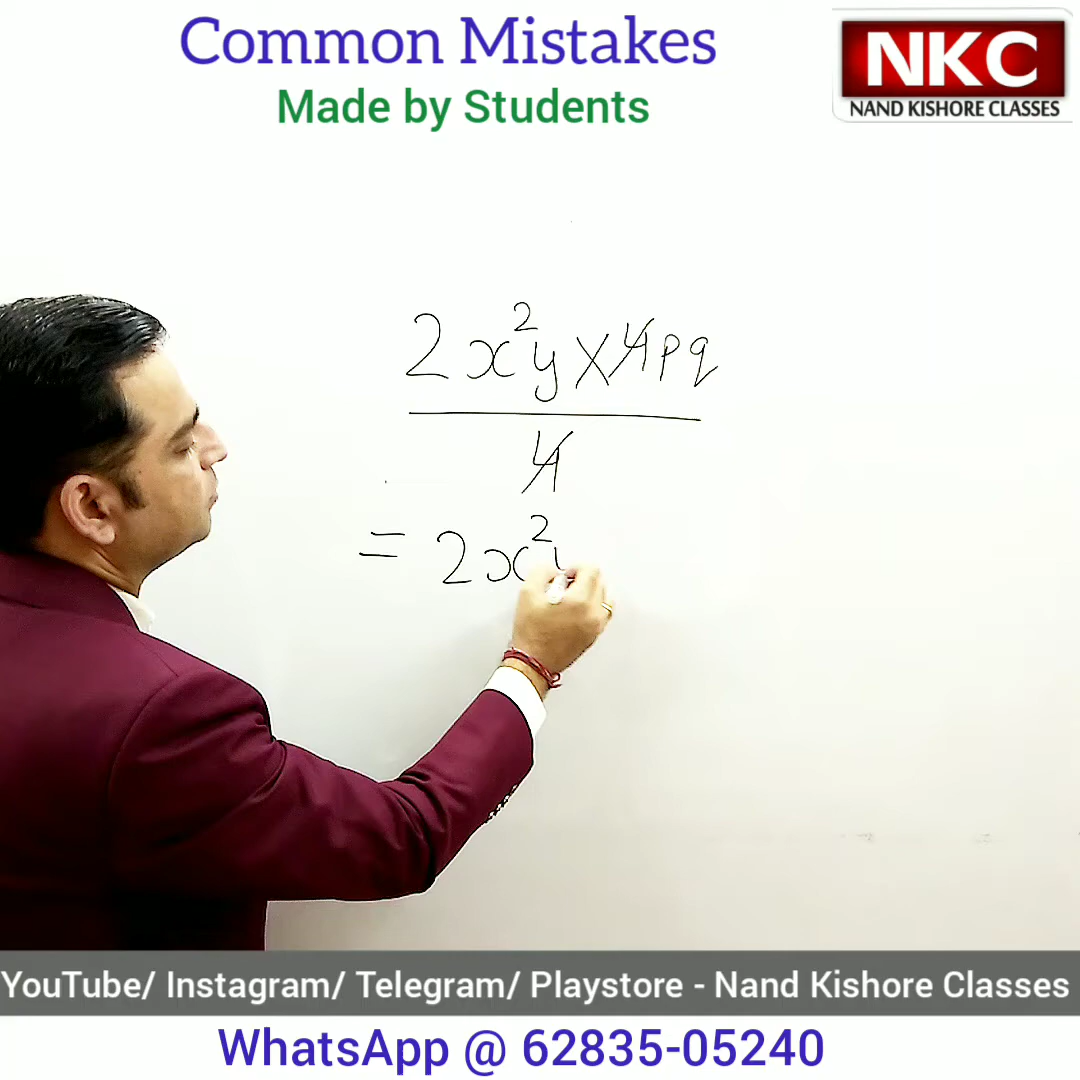 Common Mistakes
Made by Students
NKC
NAND KISHORE CLASSES
2x²y × 4pq
4
= 2x²y
YouTube/ Instagram/ Telegram/ Playstore - Nand Kishore Classes
WhatsApp @ 62835-05240